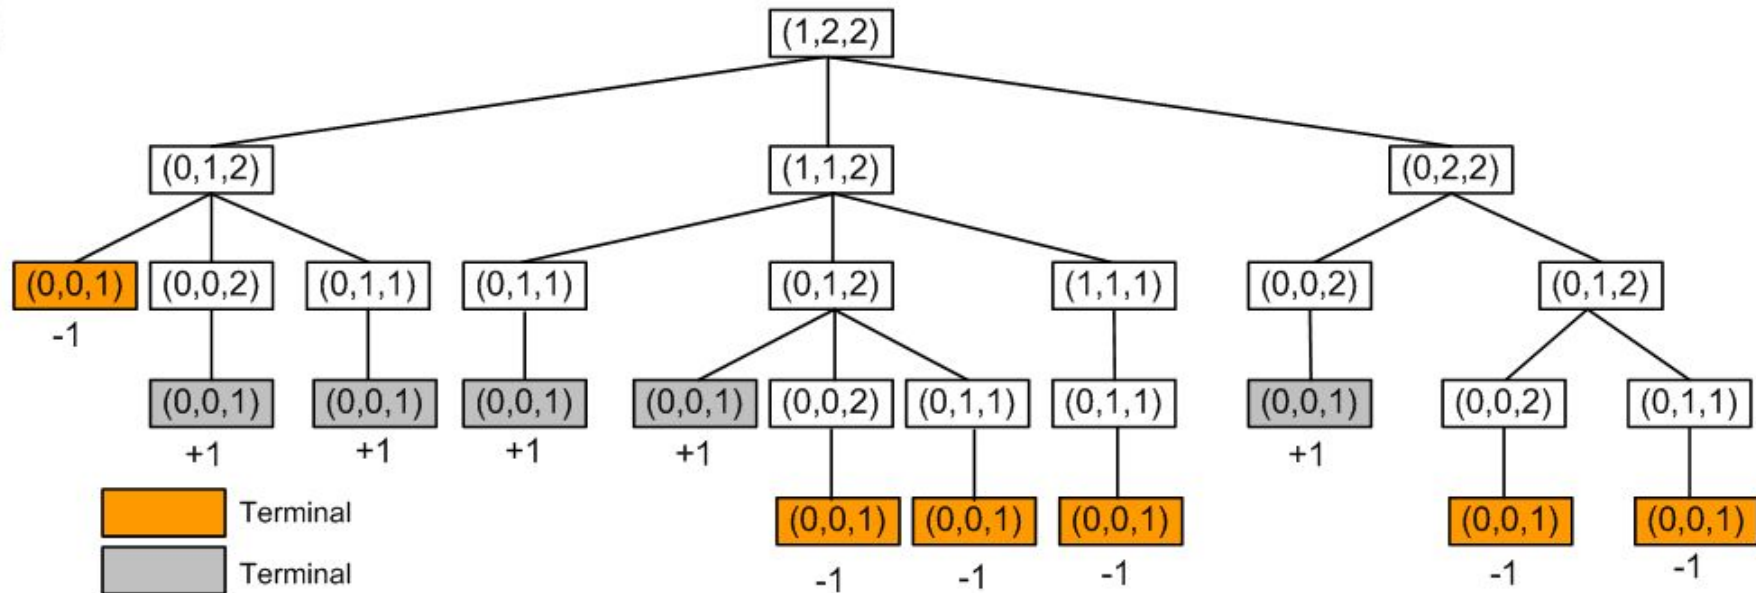 (1,2,2)
(0,1,2) (1,1,2) (0,2,2)
(0,0,1) (0,0,2) (0,1,1) (0,1,1) (0,1,2) (1,1,1) (0,0,2) (0,1,2)
-1
(0,0,1) (0,0,1) (0,0,1) (0,0,1) (0,0,2) (0,1,1) (0,1,1) (0,0,1) (0,0,2) (0,1,1)
+1 +1 +1 +1 +1
Terminal (0,0,1) (0,0,1) (0,0,1) (0,0,1) (0,0,1)
Terminal -1 -1 -1 -1 -1